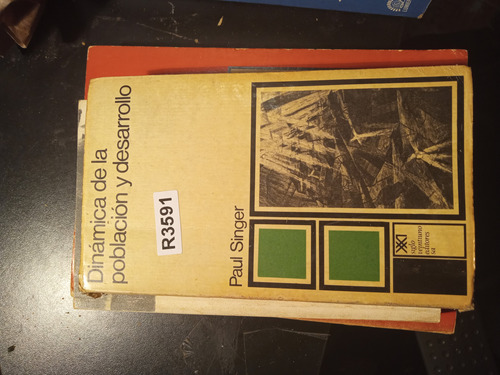 Dinámica de la
población y desarrollo
R3591
Paul Singer
siglo
veintiuno
editores
sa